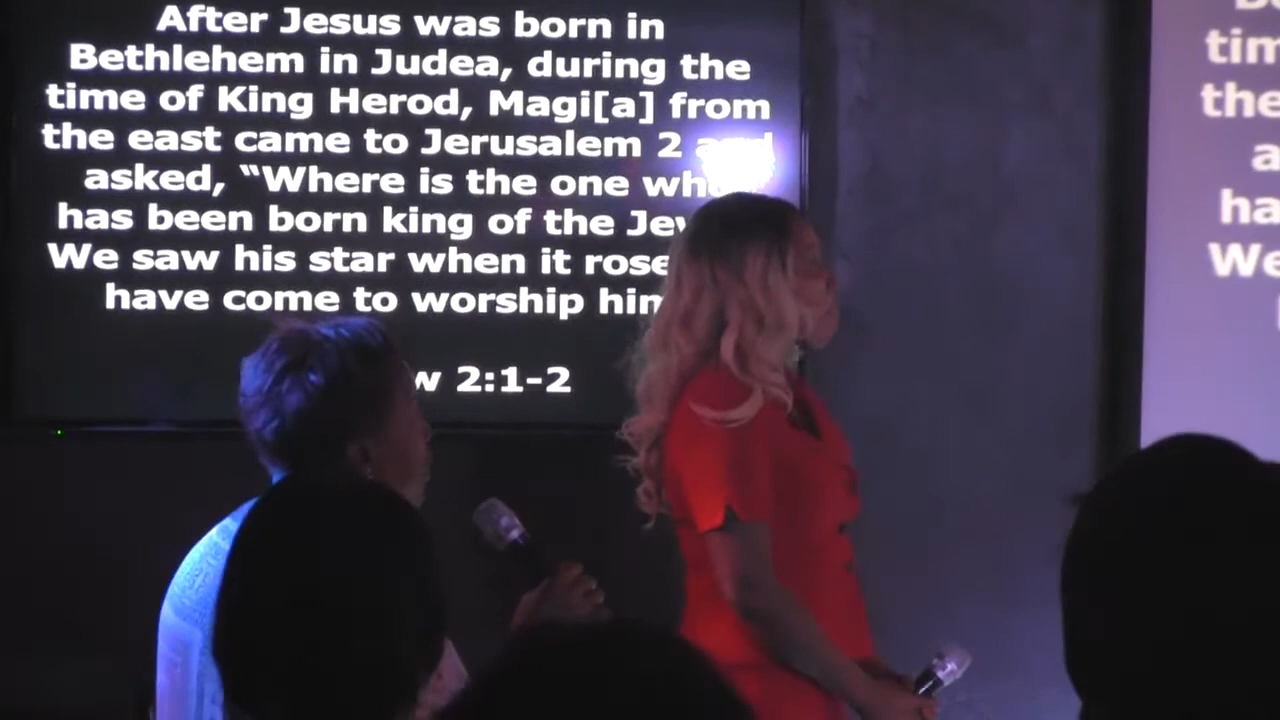 After Jesus was born in
Bethlehem in Judea, during the
time of King Herod, Magi[a] from
the east came to Jerusalem 2
asked, “Where is the one
has been born king of the
We saw his star when it rose
have come to worship
2:1-2
the
We